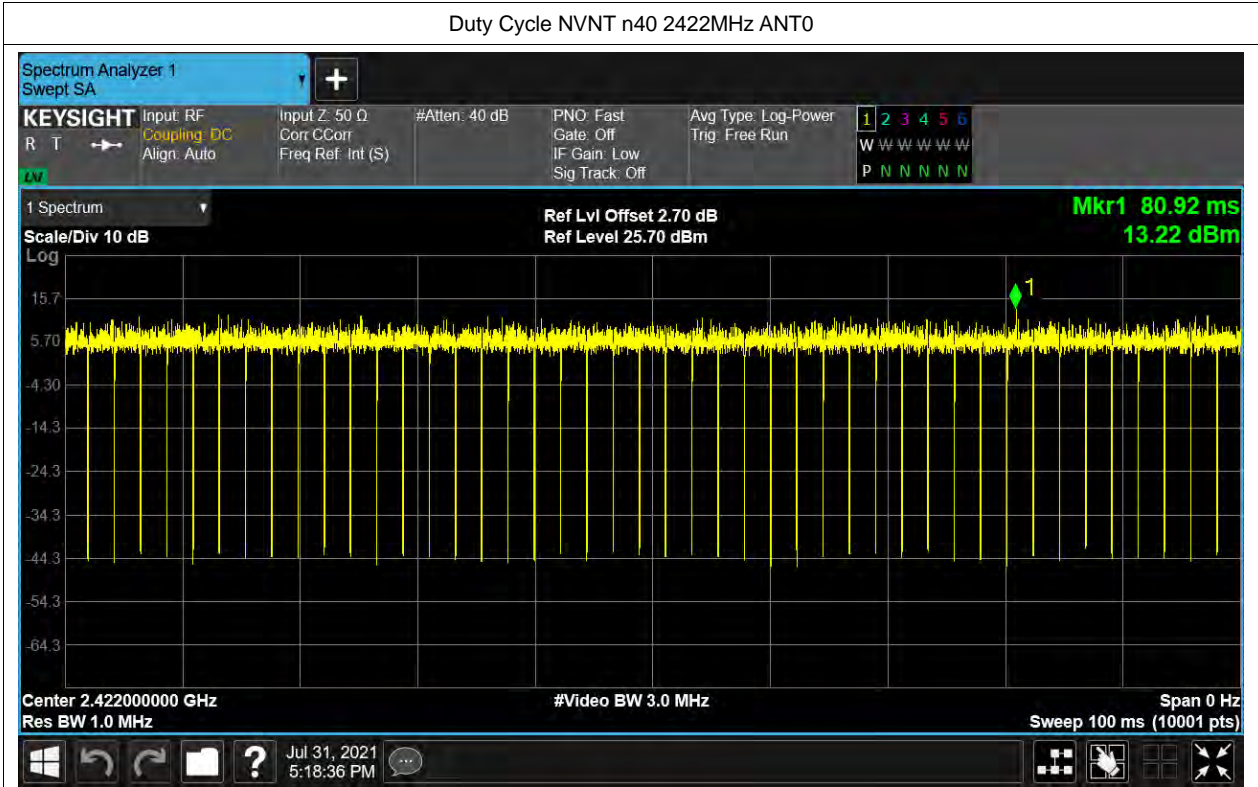 Duty Cycle NVNT n40 2422MHz ANT0
Spectrum Analyzer 1
Swept SA
+
KEYSIGHT
R T
LXI
Input: RF
Coupling: DC
Align: Auto
Input Z: 50 Ω
Corr CCorr
Freq Ref: Int (S)
#Atten: 40 dB
PNO: Fast
Gate: Off
IF Gain: Low
Sig Track: Off
Avg Type: Log-Power
Trig: Free Run
1 2 3 4 5 6
W W W W W W
P N N N N N
1 Spectrum
Scale/Div 10 dB
Ref Lvl Offset 2.70 dB
Ref Level 25.70 dBm
Mkr1 80.92 ms
13.22 dBm
Log
1
15.7
5.70
-4.30
-14.3
-24.3
-34.3
-44.3
-54.3
-64.3
Center 2.422000000 GHz
#Video BW 3.0 MHz
Span 0 Hz
Res BW 1.0 MHz
Sweep 100 ms (10001 pts)
?
Jul 31, 2021
5:18:36 PM